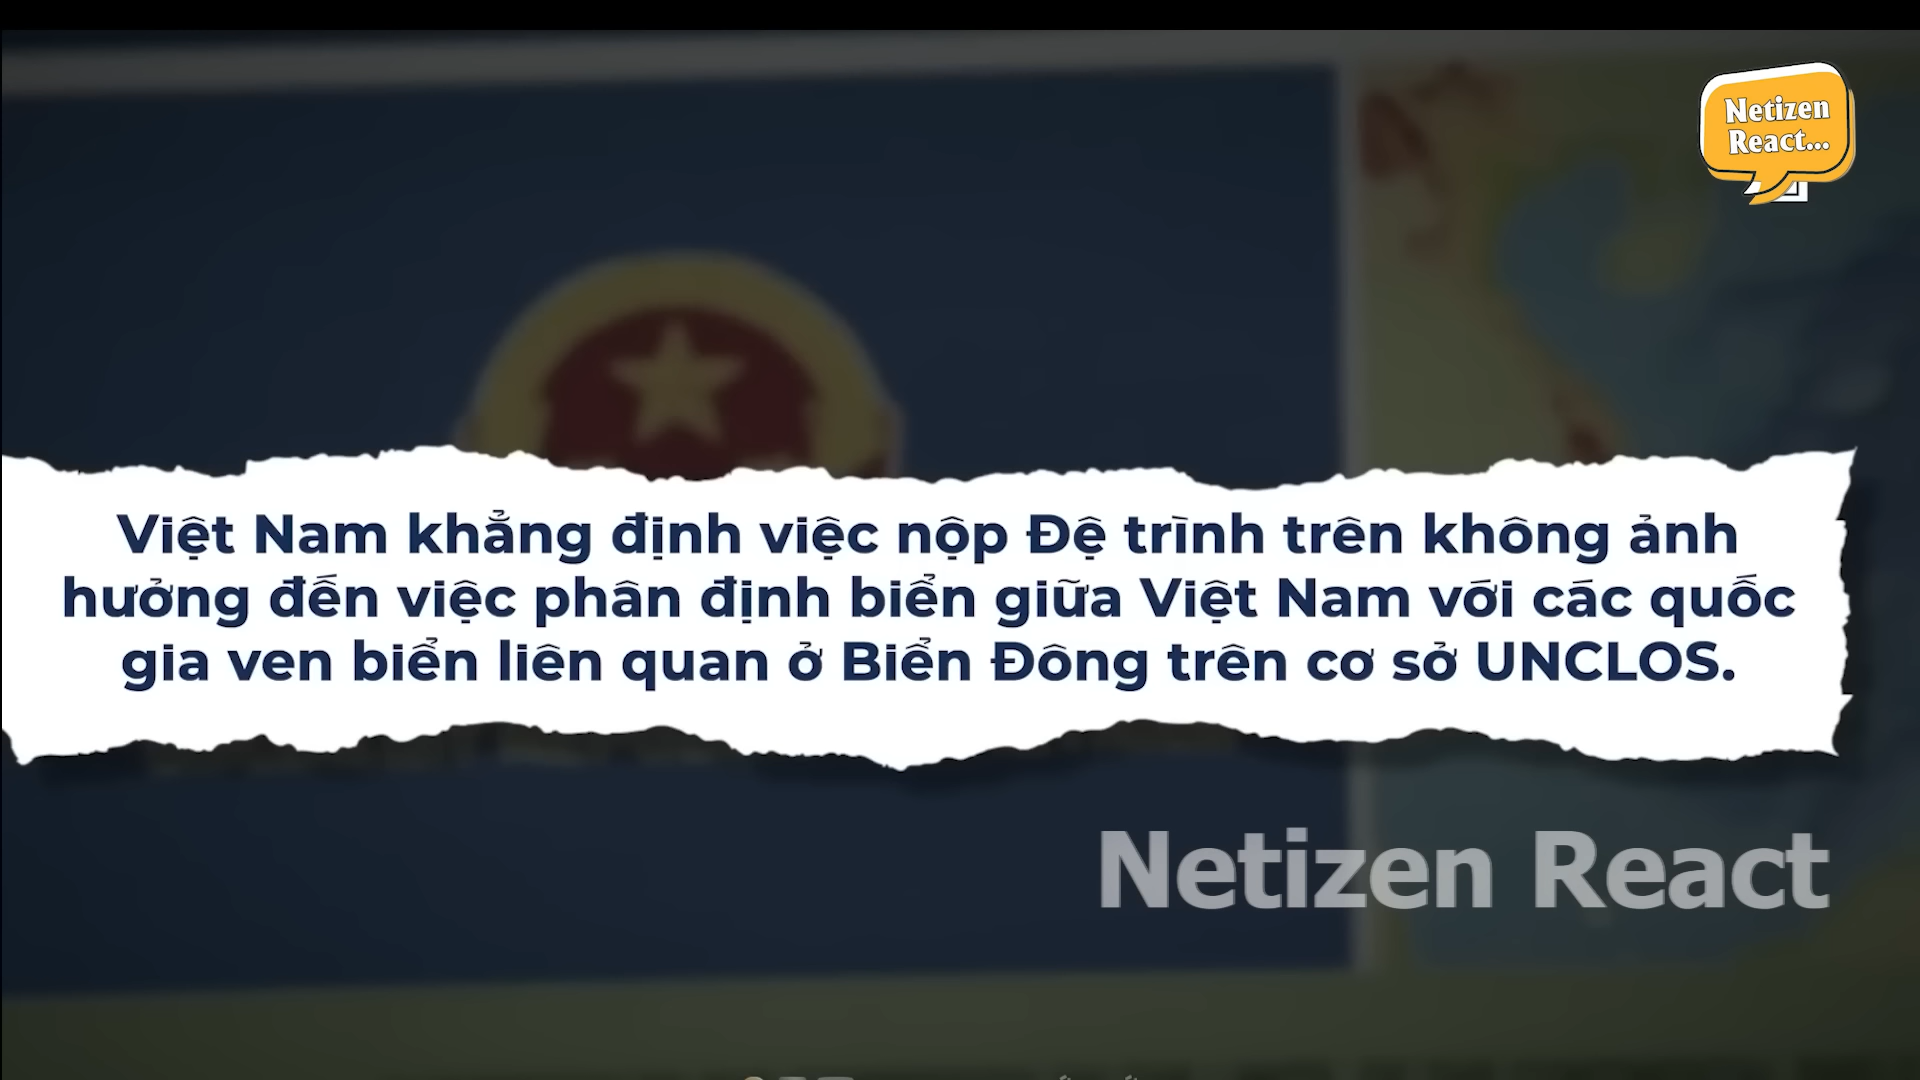 Netizen
React...
Việt Nam khẳng định việc nộp Đệ trình trên không ảnh
hưởng đến việc phân định biển giữa Việt Nam với các quốc
gia ven biển liên quan ở Biển Đông trên cơ sở UNCLOS.
Netizen React